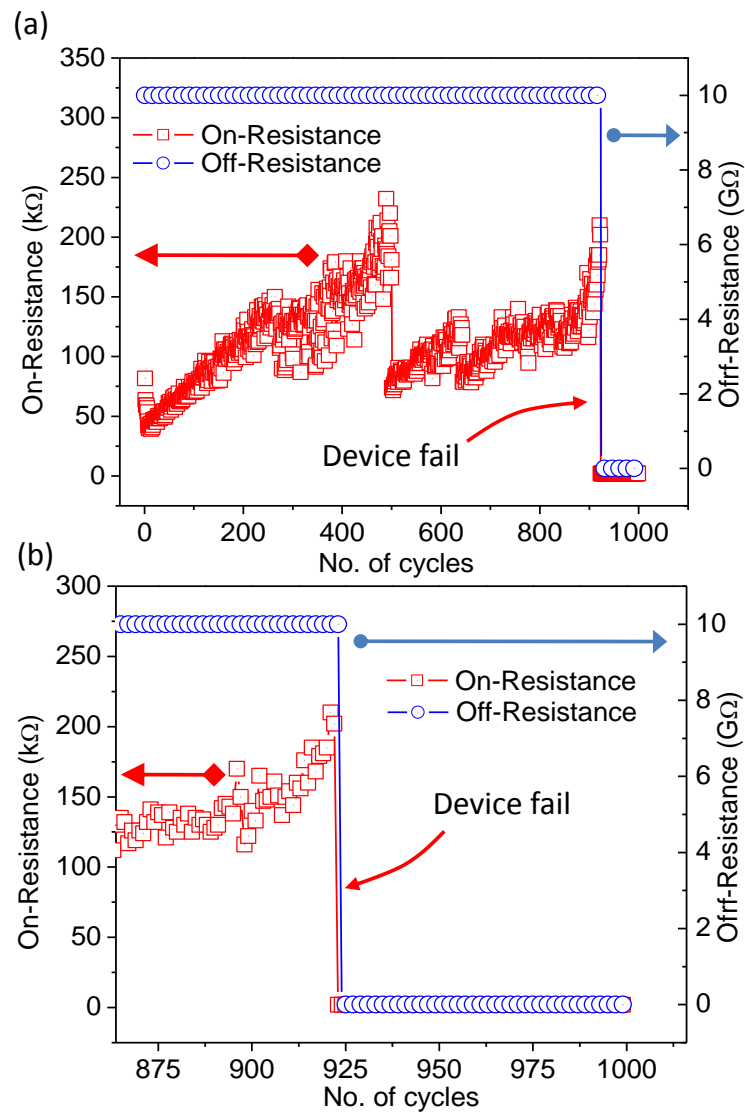 (a)
350
300
250
200
150
100
50
0
On-Resistance (kΩ)
On-Resistance
Off-Resistance
Device fail
10
8
6
4
2
0
Ofrf-Resistance (GΩ)
0 200 400 600 800 1000
No. of cycles
(b)
300
250
200
150
100
50
0
On-Resistance (kΩ)
On-Resistance
Off-Resistance
Device fail
10
8
6
4
2
0
Ofrf-Resistance (GΩ)
875 900 925 950 975 1000
No. of cycles